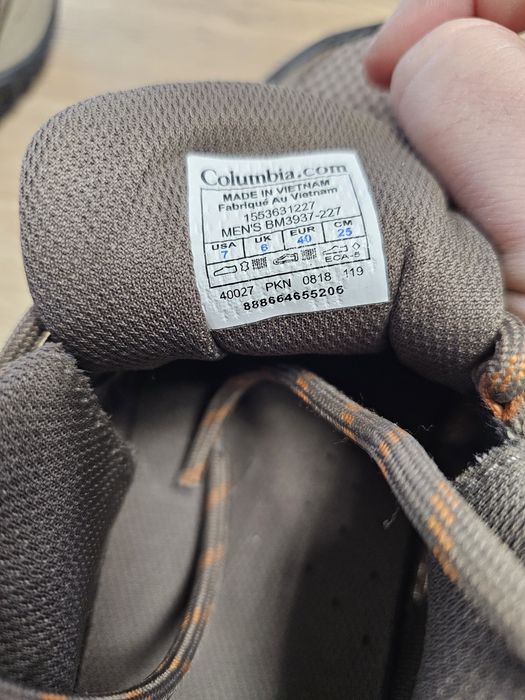 Columbia.com
MADE IN VIETNAM
Fabriqué Au Vietnam
1553631227
MEN'S BM3937-227
USA UK EUR CM
7 6 40 25
ECA-5
40027 PKN 0818 119
888664655206